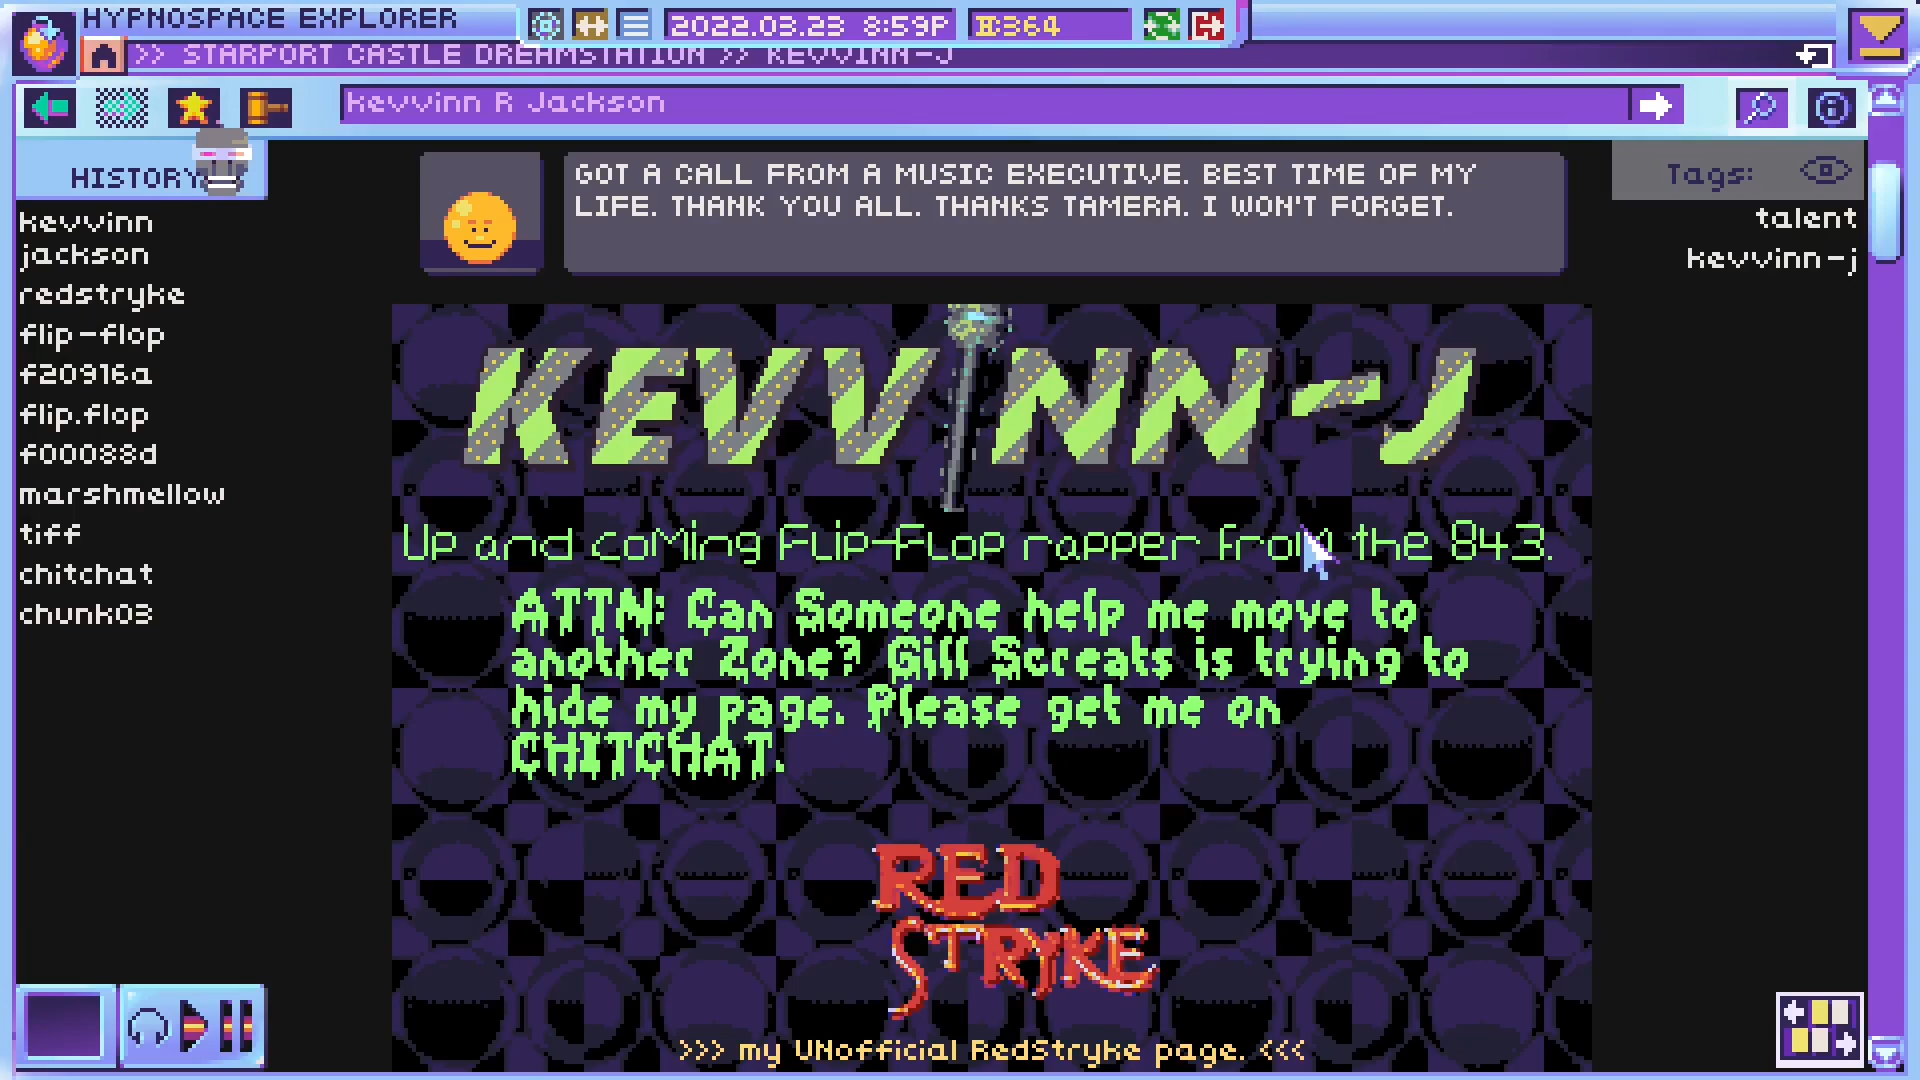 HYPNOSPACE EXPLORER
2022.03.23 8:59P
364
>> STARPORT CASTLE DREAMSTATION >> KEVVINN-J
kevvinn R Jackson
HISTORY
kevvinn
jackson
redstryke
flip-flop
f20916a
flip.flop
f00088d
marshmellow
tiff
chitchat
chunk03
GOT A CALL FROM A MUSIC EXECUTIVE. BEST TIME OF MY
LIFE. THANK YOU ALL. THANKS TAMERA. I WON'T FORGET.
Tags:
talent
kevvinn-j
KEVVINN-J
Up and coming Flip-Flop rapper from the 843.
ATTN: Can Someone help me move to
another Zone? Gill Screats is trying to
hide my page. Please get me on
CHITCHAT.
RED
STRYKE
>>> my UNofficial RedStryke page. <<<